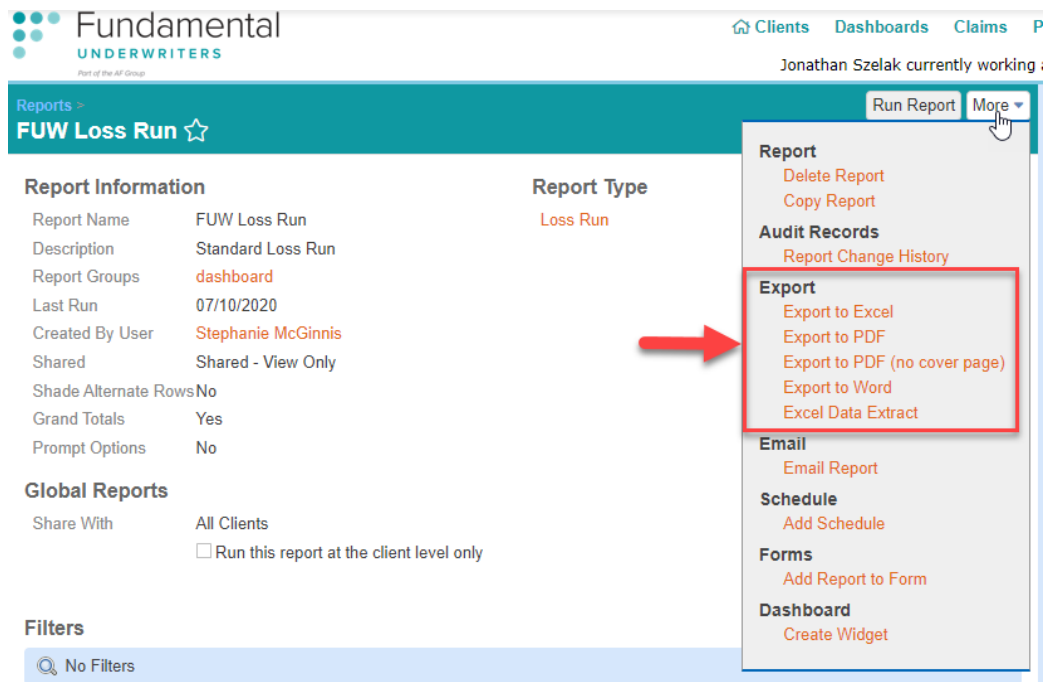 Fundamental
UNDERWRITERS
Part of the AF Group
Clients Dashboards Claims P
Jonathan Szelak currently working a
Reports >
FUW Loss Run
Run Report More
Report Information
Report Name FUW Loss Run
Description Standard Loss Run
Report Groups dashboard
Last Run 07/10/2020
Created By User Stephanie McGinnis
Shared Shared - View Only
Shade Alternate Rows No
Grand Totals Yes
Prompt Options No
Global Reports
Share With All Clients
Run this report at the client level only
Filters
No Filters
Report Type
Loss Run
Report
Delete Report
Copy Report
Audit Records
Report Change History
Export
Export to Excel
Export to PDF
Export to PDF (no cover page)
Export to Word
Excel Data Extract
Email
Email Report
Schedule
Add Schedule
Forms
Add Report to Form
Dashboard
Create Widget